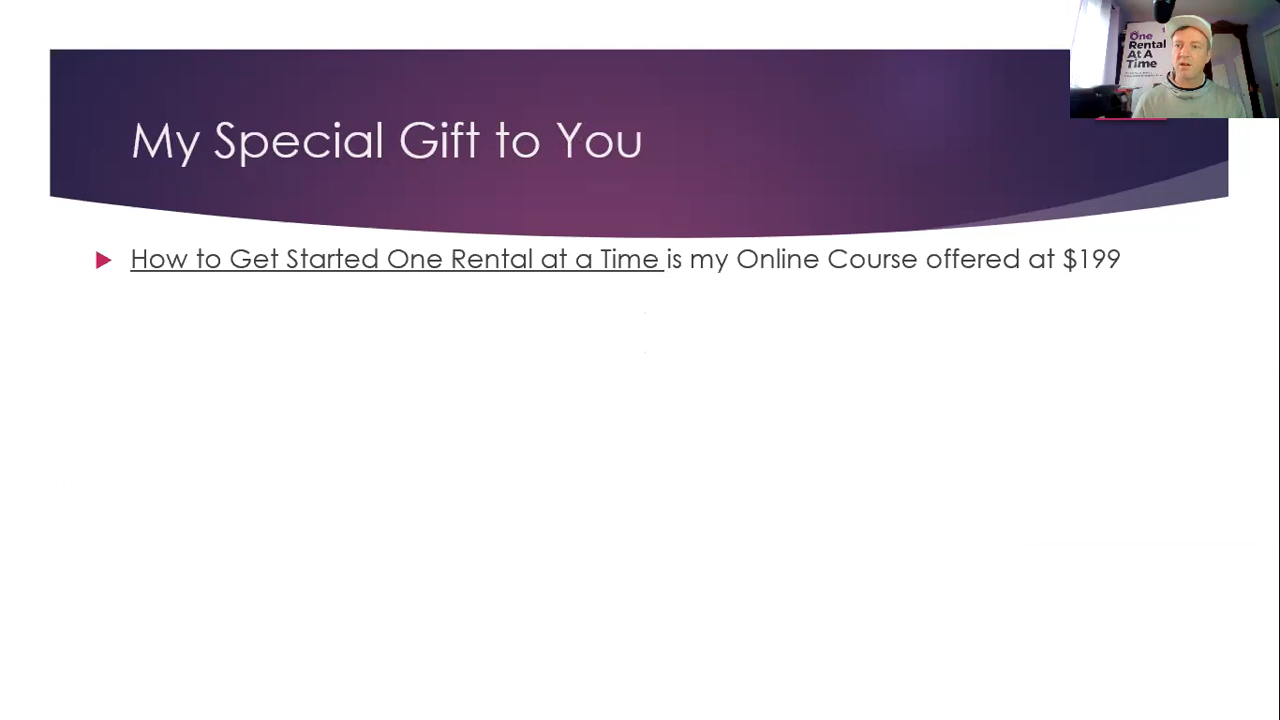 My Special Gift to You
How to Get Started One Rental at a Time is my Online Course offered at $199
One
Rental
At A
Time